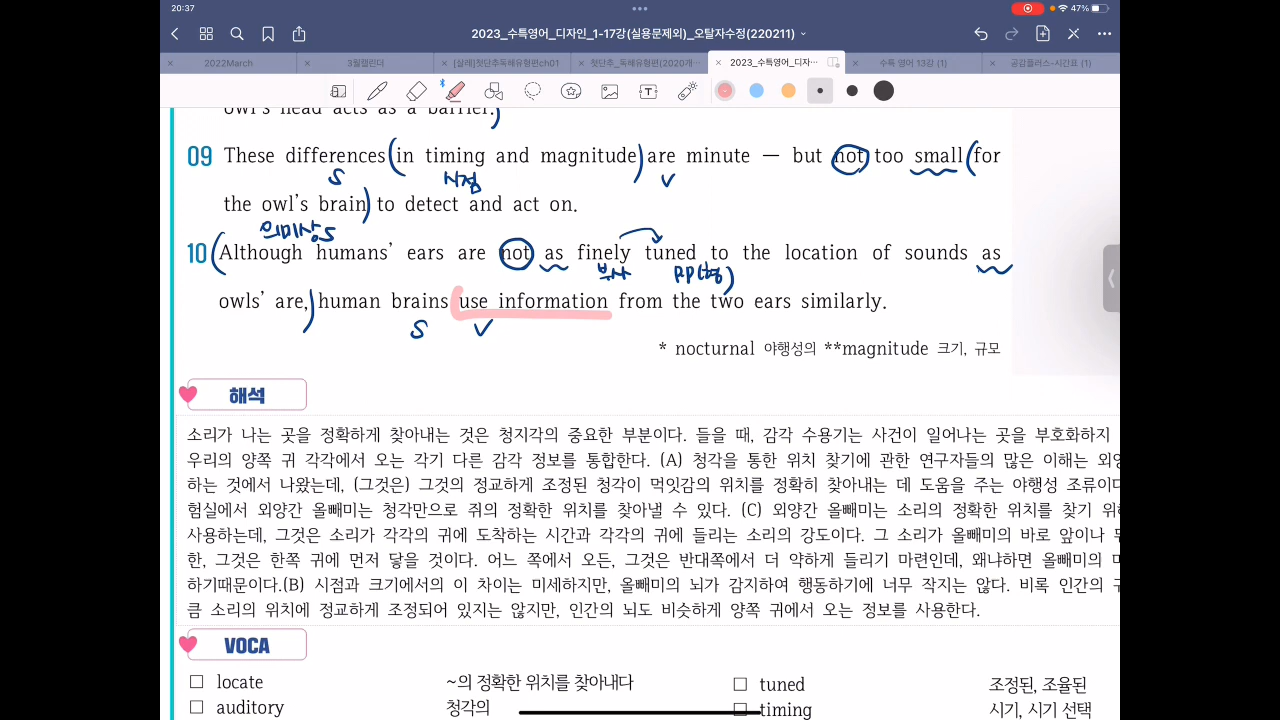 20:37
47%
2023_수특영어_디자인_1-17강(실용문제외)_오탈자수정(220211)
2022March
3월캘린더
[실레]첫단추독해유형편ch01
첫단추_독해유형편(2020개…
2023_수특영어_디자…
수특 영어 13강 (1)
공감플러스-시간표 (1)
owl's head acts as a barrier.
09 These differences in timing and magnitude are minute — but not too small for
S 시점 V
the owl's brain to detect and act on.
의미상S
10 Although humans' ears are not as finely tuned to the location of sounds as
부사 PP(형)
owls' are, human brains use information from the two ears similarly.
S V
* nocturnal 야행성의 **magnitude 크기, 규모
해석
소리가 나는 곳을 정확하게 찾아내는 것은 청지각의 중요한 부분이다. 들을 때, 감각 수용기는 사건이 일어나는 곳을 부호화하지
우리의 양쪽 귀 각각에서 오는 각기 다른 감각 정보를 통합한다. (A) 청각을 통한 위치 찾기에 관한 연구자들의 많은 이해는 외양
하는 것에서 나왔는데, (그것은) 그것의 정교하게 조정된 청각이 먹잇감의 위치를 정확히 찾아내는 데 도움을 주는 야행성 조류이다
험실에서 외양간 올빼미는 청각만으로 쥐의 정확한 위치를 찾아낼 수 있다. (C) 외양간 올빼미는 소리의 정확한 위치를 찾기 위해
사용하는데, 그것은 소리가 각각의 귀에 도착하는 시간과 각각의 귀에 들리는 소리의 강도이다. 그 소리가 올빼미의 바로 앞이나
한, 그것은 한쪽 귀에 먼저 닿을 것이다. 어느 쪽에서 오든, 그것은 반대쪽에서 더 약하게 들리기 마련인데, 왜냐하면 올빼미의
하기때문이다.(B) 시점과 크기에서의 이 차이는 미세하지만, 올빼미의 뇌가 감지하여 행동하기에 너무 작지는 않다. 비록 인간의
큼 소리의 위치에 정교하게 조정되어 있지는 않지만, 인간의 뇌도 비슷하게 양쪽 귀에서 오는 정보를 사용한다.
VOCA
locate ~의 정확한 위치를 찾아내다 tuned 조정된, 조율된
auditory 청각의 timing 시기, 시기 선택